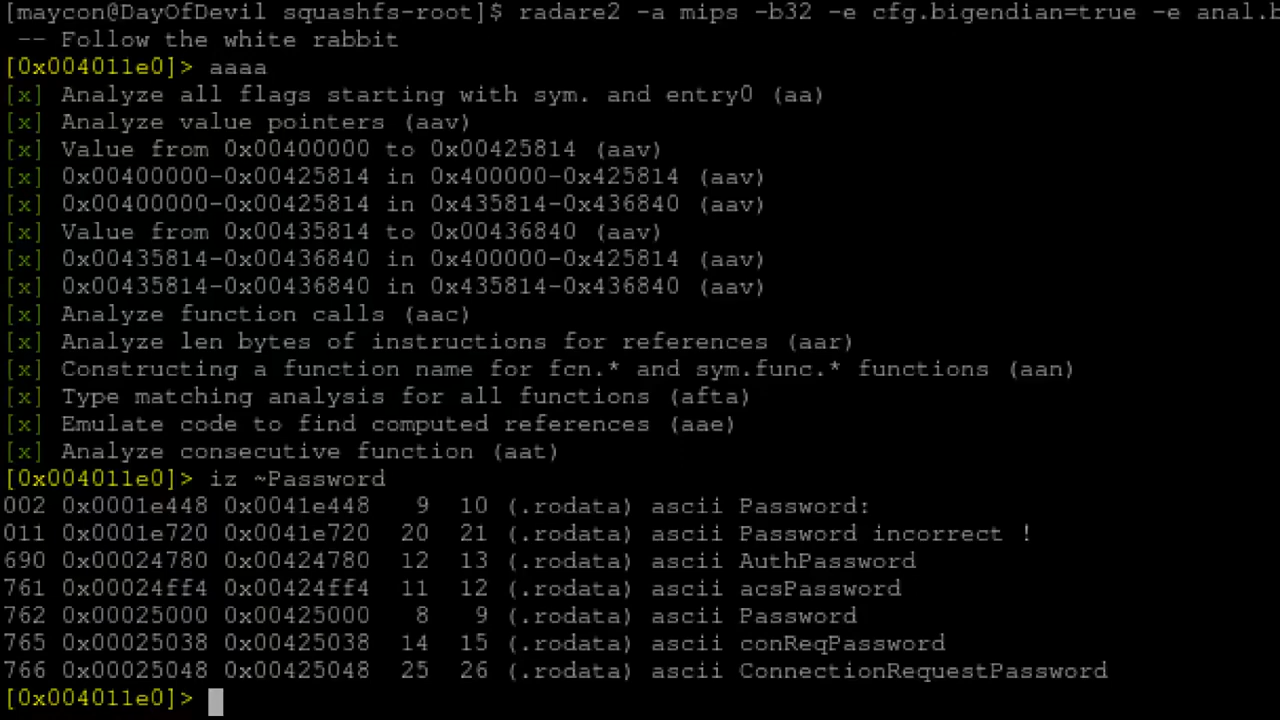 [maycon@DayOfDevil squashfs-root]$ radare2 -a mips -b32 -e cfg.bigendian=true -e anal.
-- Follow the white rabbit
[0x004011e0]> aaaa
[x] Analyze all flags starting with sym. and entry0 (aa)
[x] Analyze value pointers (aav)
[x] Value from 0x00400000 to 0x00425814 (aav)
[x] 0x00400000-0x00425814 in 0x400000-0x425814 (aav)
[x] 0x00400000-0x00425814 in 0x435814-0x436840 (aav)
[x] Value from 0x00435814 to 0x00436840 (aav)
[x] 0x00435814-0x00436840 in 0x400000-0x425814 (aav)
[x] 0x00435814-0x00436840 in 0x435814-0x436840 (aav)
[x] Analyze function calls (aac)
[x] Analyze len bytes of instructions for references (aar)
[x] Constructing a function name for fcn.* and sym.func.* functions (aan)
[x] Type matching analysis for all functions (afta)
[x] Emulate code to find computed references (aae)
[x] Analyze consecutive function (aat)
[0x004011e0]> iz ~Password
002 0x0001e448 0x0041e448 9 10 (.rodata) ascii Password:
011 0x0001e720 0x0041e720 20 21 (.rodata) ascii Password incorrect !
690 0x00024780 0x00424780 12 13 (.rodata) ascii AuthPassword
761 0x00024ff4 0x00424ff4 11 12 (.rodata) ascii acsPassword
762 0x00025000 0x00425000 8 9 (.rodata) ascii Password
765 0x00025038 0x00425038 14 15 (.rodata) ascii conReqPassword
766 0x00025048 0x00425048 25 26 (.rodata) ascii ConnectionRequestPassword
[0x004011e0]>